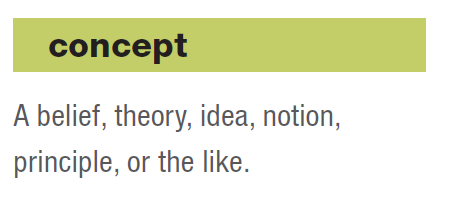 concept
A belief, theory, idea, notion,
principle, or the like.